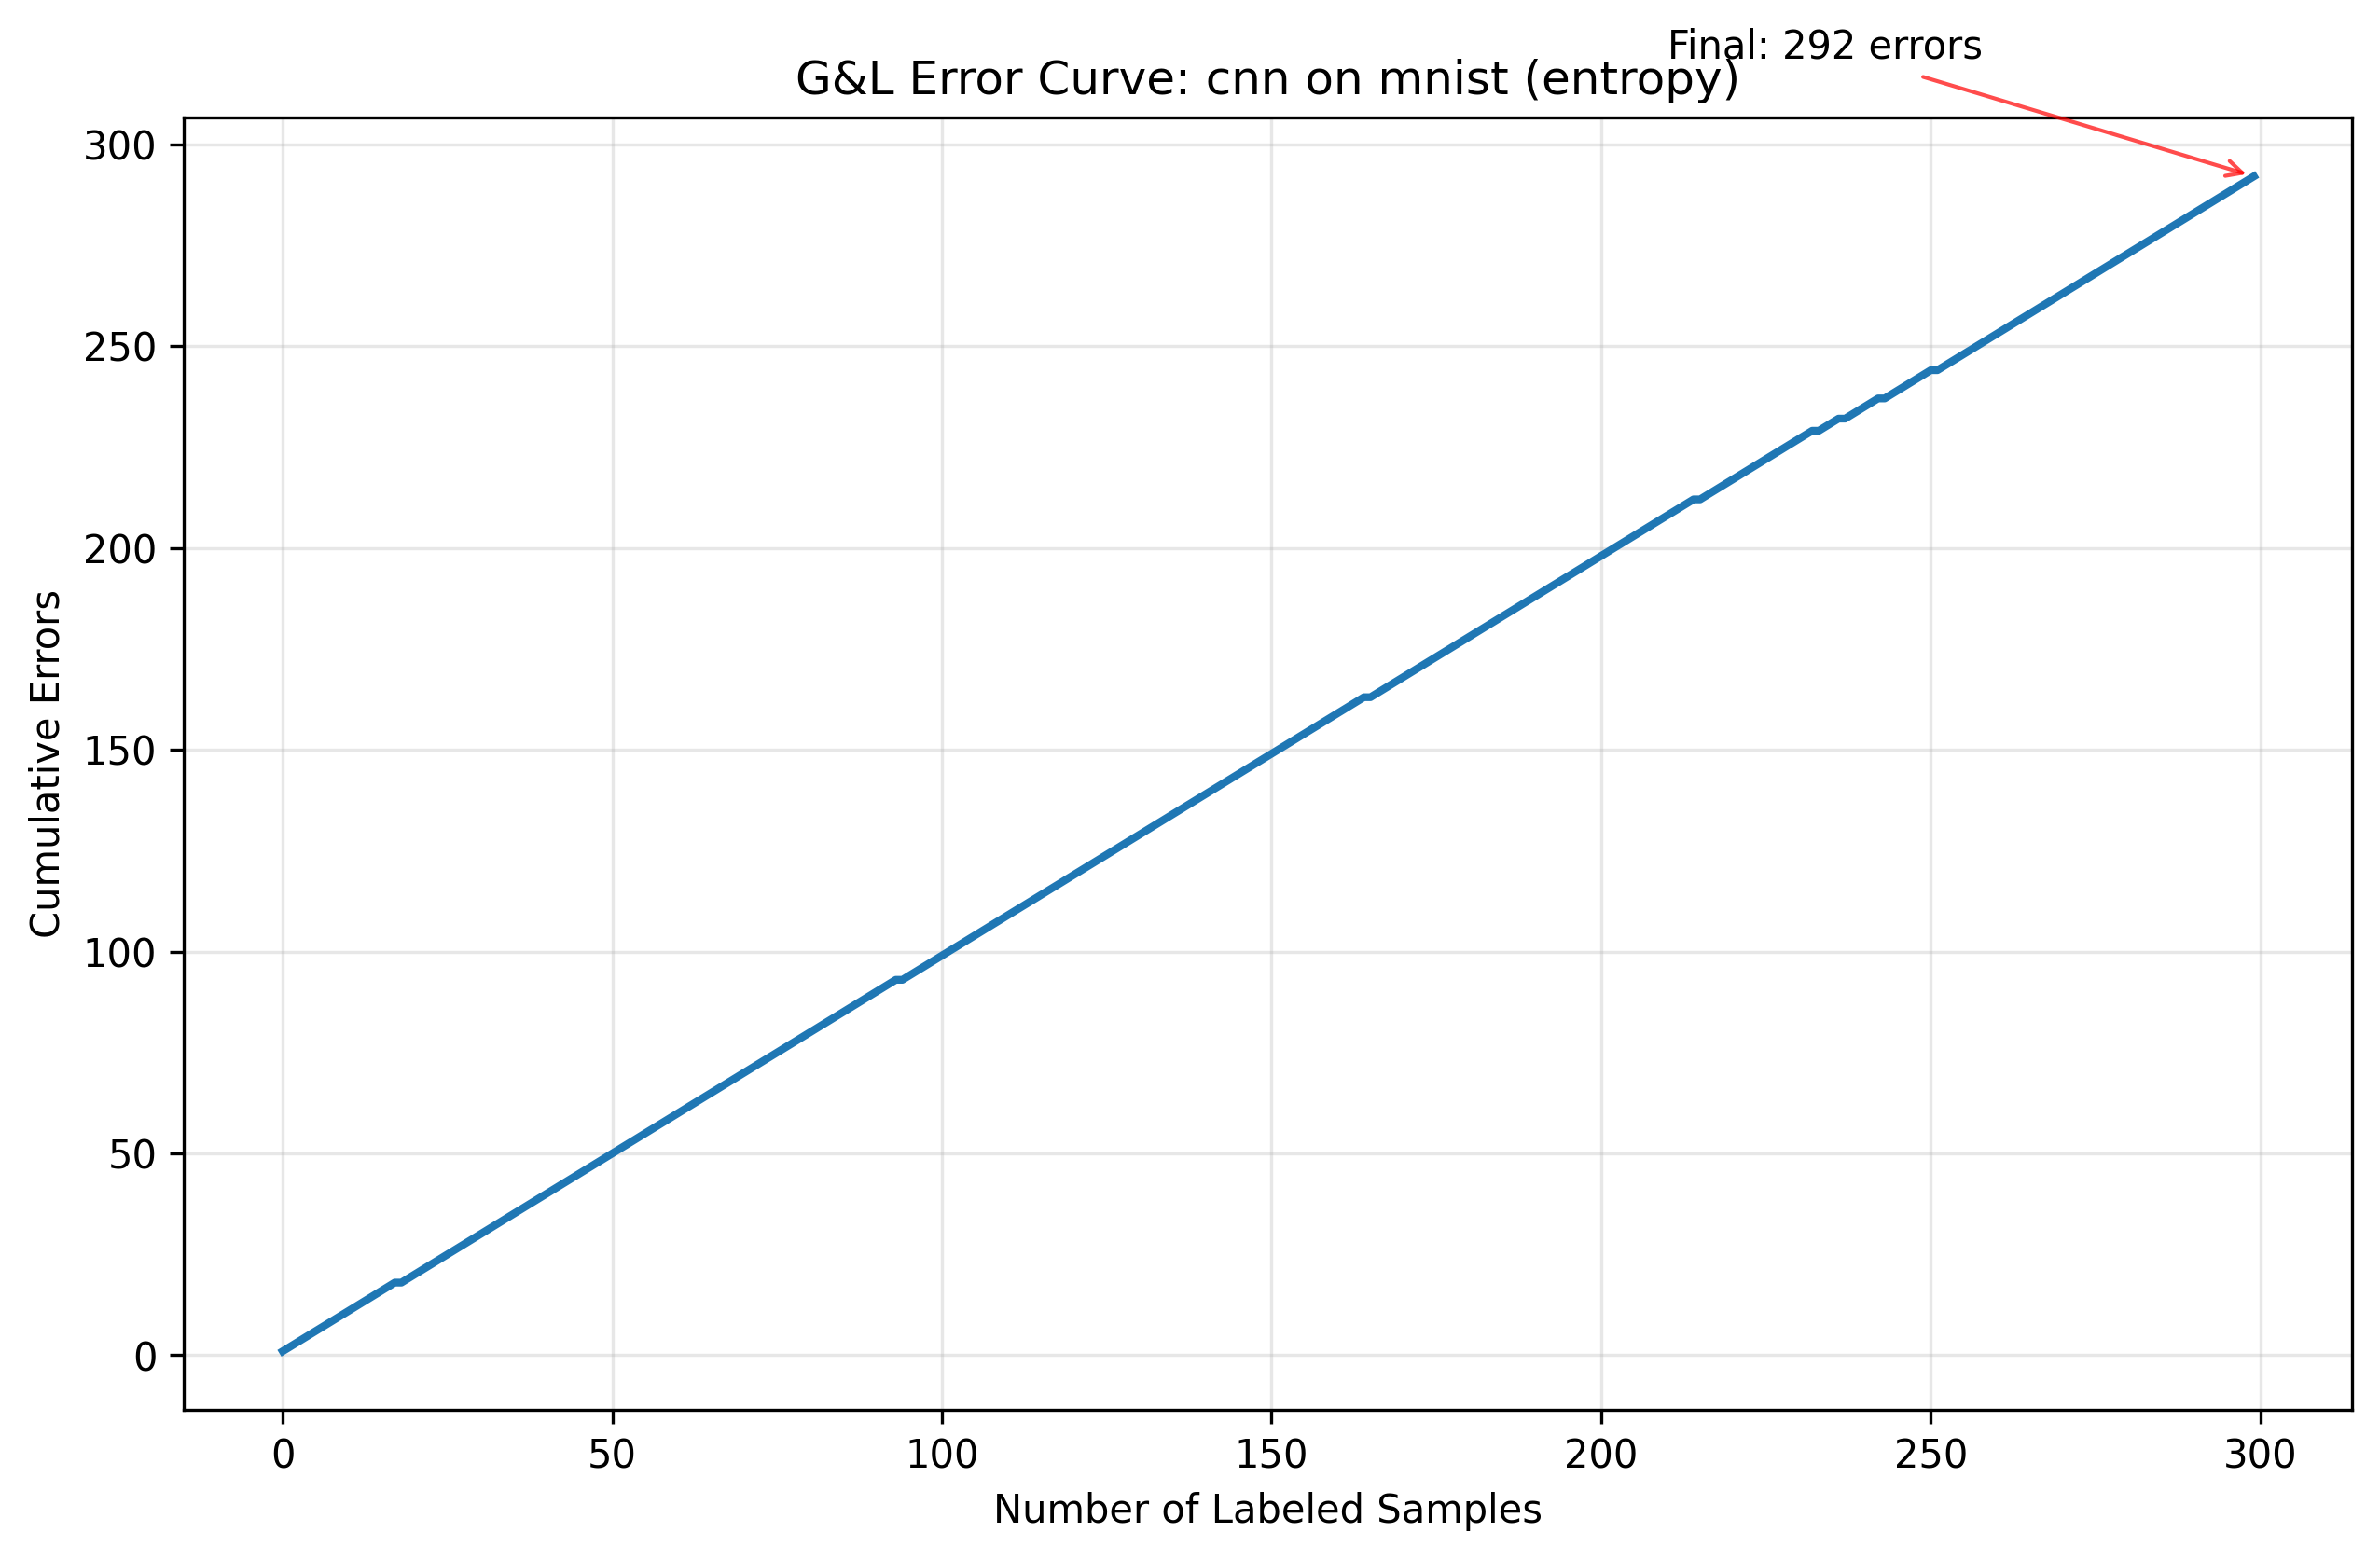 Final: 292 errors
G&L Error Curve: cnn on mnist (entropy)
Cumulative Errors
300
250
200
150
100
50
0
0 50 100 150 200 250 300
Number of Labeled Samples